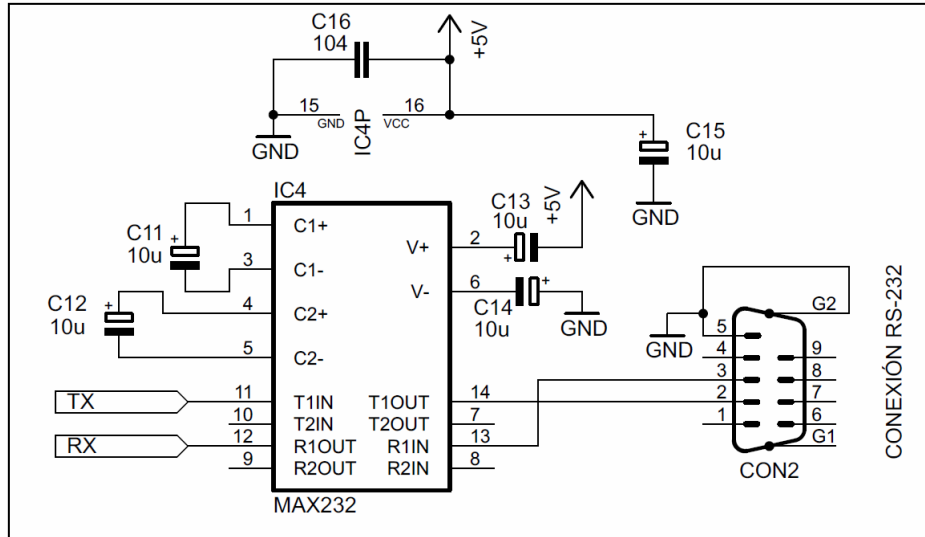 C16
104
+5V
15
16
GND
VCC
IC4P
GND
C15
10u
GND
IC4
C13
10u
+5V
1
C1+
C11
10u
3
C1-
V+
2
V-
6
C14
10u
GND
C12
10u
4
C2+
5
C2-
G2
GND
5
4
9
3
8
2
7
1
6
G1
CON2
CONEXIÓN RS-232
TX
11
T1IN
T1OUT
14
10
T2IN
T2OUT
7
RX
12
R1OUT
R1IN
13
9
R2OUT
R2IN
8
MAX232